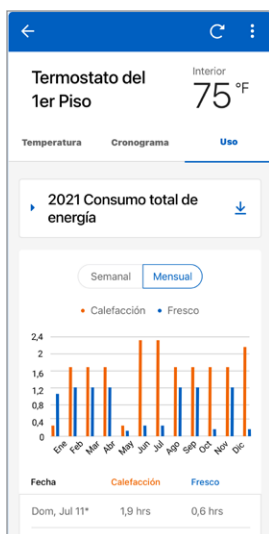 Termostato del
1er Piso
Interior
75 °F
Temperatura Cronograma Uso
2021 Consumo total de
energía
Semanal Mensual
Calefacción Fresco
2,4
2
1,6
1,2
0,8
0,4
0
Ene Feb Mar Abr May Jun Jul Ago Sep Oct Nov Dic
Fecha Calefacción Fresco
Dom, Jul 11* 1,9 hrs 0,6 hrs